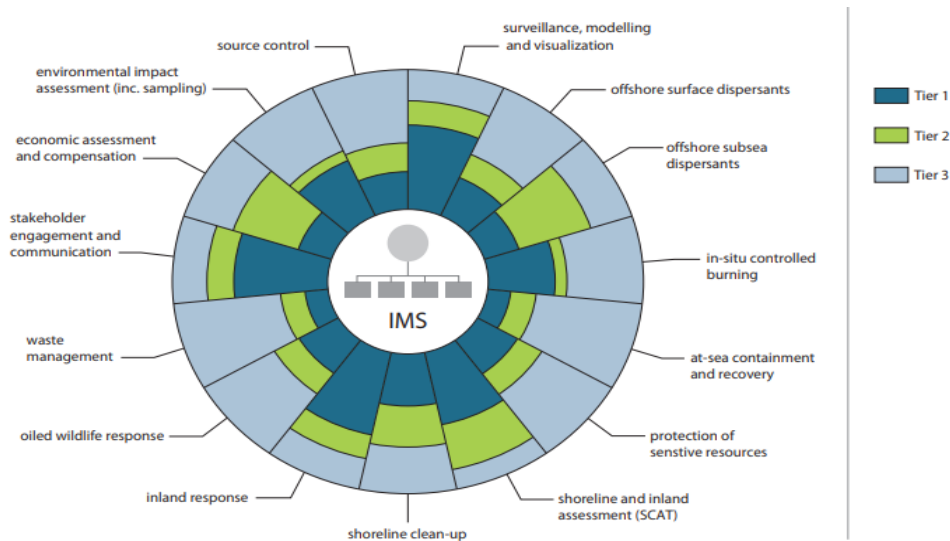 surveillance, modelling
and visualization
offshore surface dispersants
offshore subsea
dispersants
in-situ controlled
burning
at-sea containment
and recovery
protection of
senstive resources
shoreline and inland
assessment (SCAT)
shoreline clean-up
inland response
oiled wildlife response
waste
management
stakeholder
engagement and
communication
economic assessment
and compensation
environmental impact
assessment (inc. sampling)
source control
IMS
Tier 1
Tier 2
Tier 3